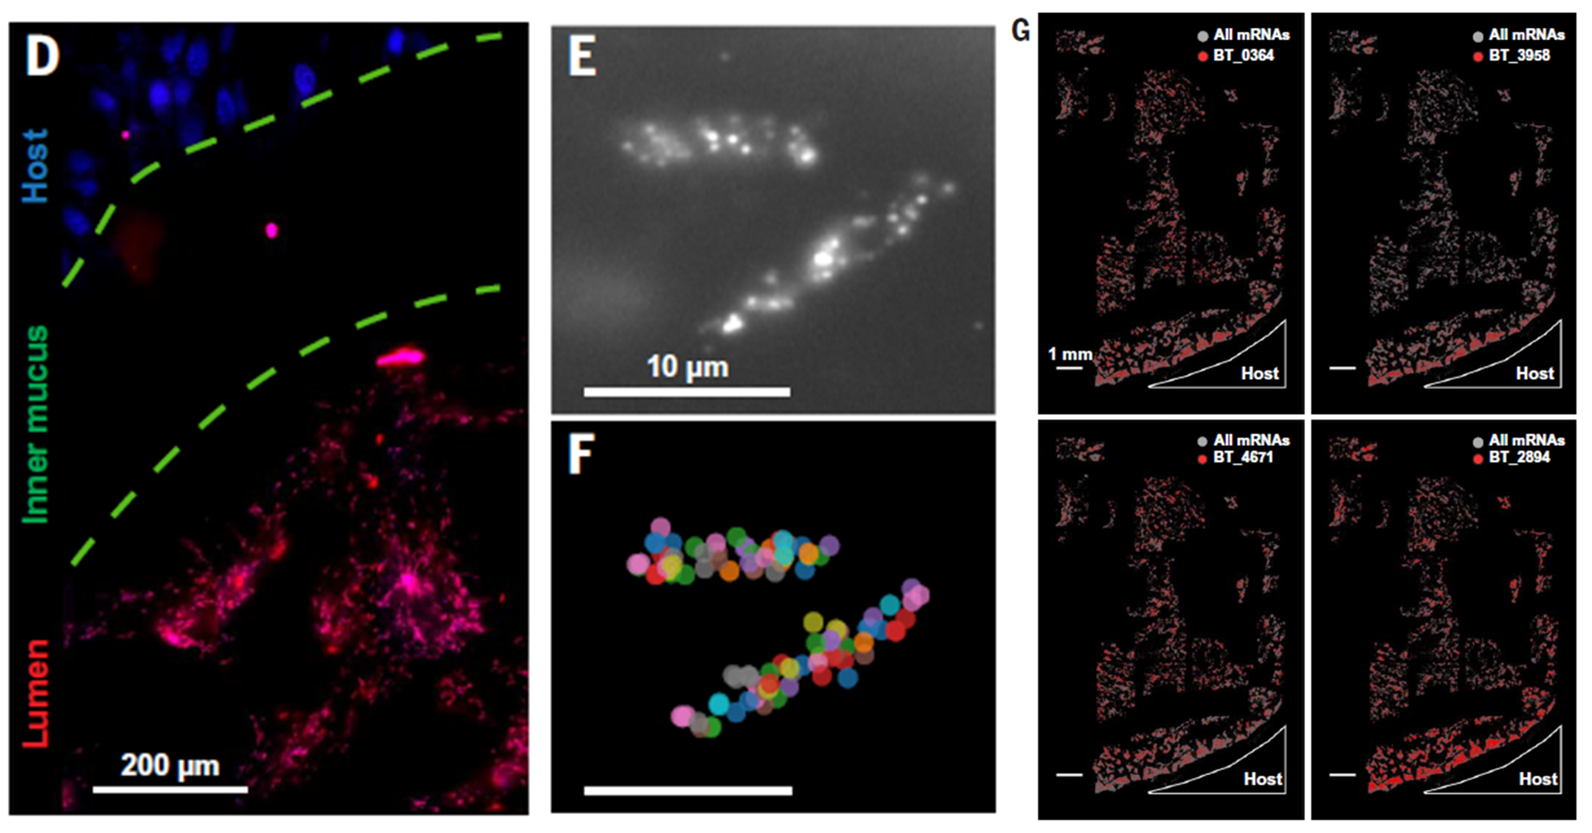 D
Host
Inner mucus
Lumen
200 µm
E
10 µm
F
G
All mRNAs
BT_0364
1 mm
Host
All mRNAs
BT_3958
Host
All mRNAs
BT_4671
Host
All mRNAs
BT_2894
Host